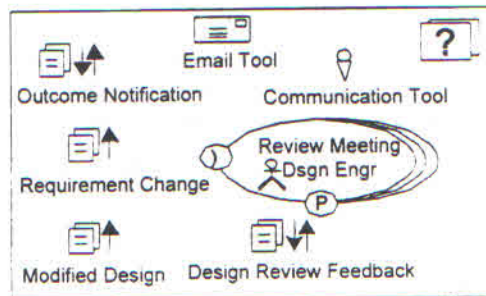 ?
Email Tool
Outcome Notification
Communication Tool
Review Meeting
Dsgn Engr
Requirement Change
P
Modified Design
Design Review Feedback